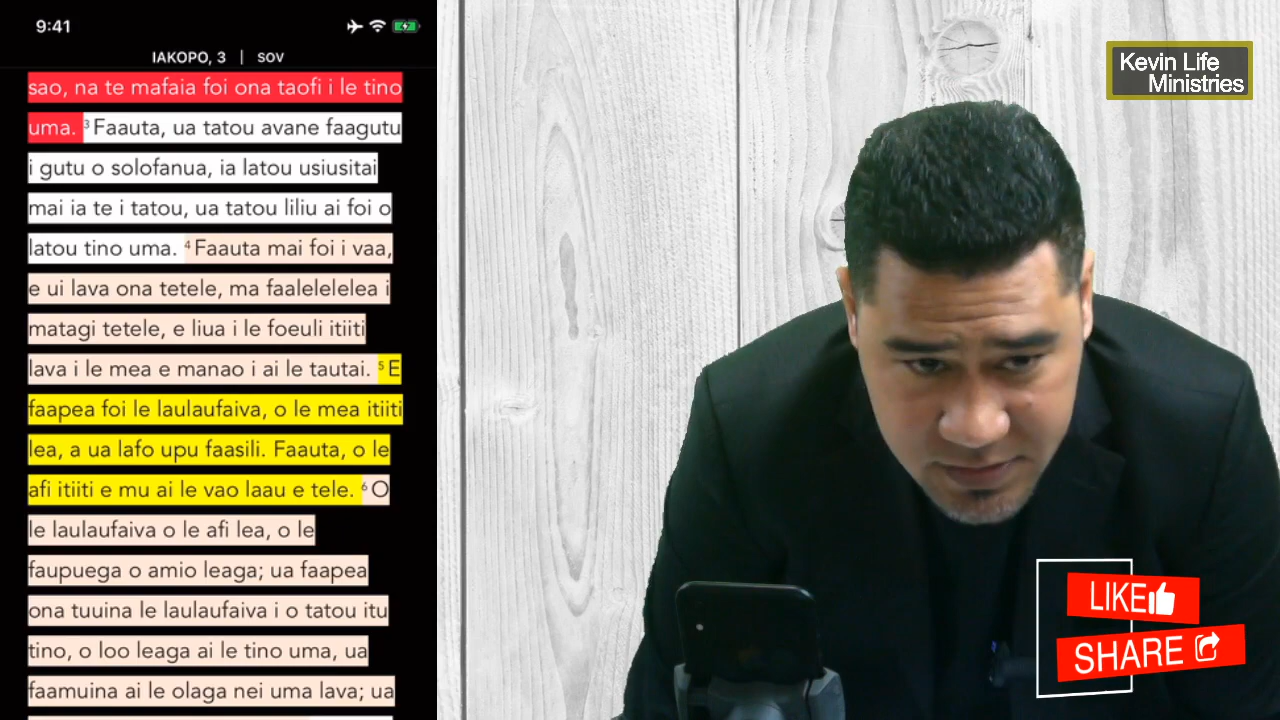 9:41
IAKOPO, 3 | SOV
sao, na te mafaia foi ona taofi i le tino
uma. 3 Faauta, ua tatou avane faagutu
i gutu o solofanua, ia latou usiusitai
mai ia te i tatou, ua tatou liliu ai foi o
latou tino uma. 4 Faauta mai foi i vaa,
e ui lava ona tetele, ma faalelelelea i
matagi tetele, e liua i le foeuli itiiti
lava i le mea e manao i ai le tautai. 5 E
faapea foi le laulaufaiva, o le mea itiiti
lea, a ua lafo upu faasili. Faauta, o le
afi itiiti e mu ai le vao laau e tele. 6 O
le laulaufaiva o le afi lea, o le
faupuega o amio leaga; ua faapea
ona tuuina le laulaufaiva i o tatou itu
tino, o loo leaga ai le tino uma, ua
faamuina ai le olaga nei uma lava; ua
Kevin Life
Ministries
LIKE
SHARE